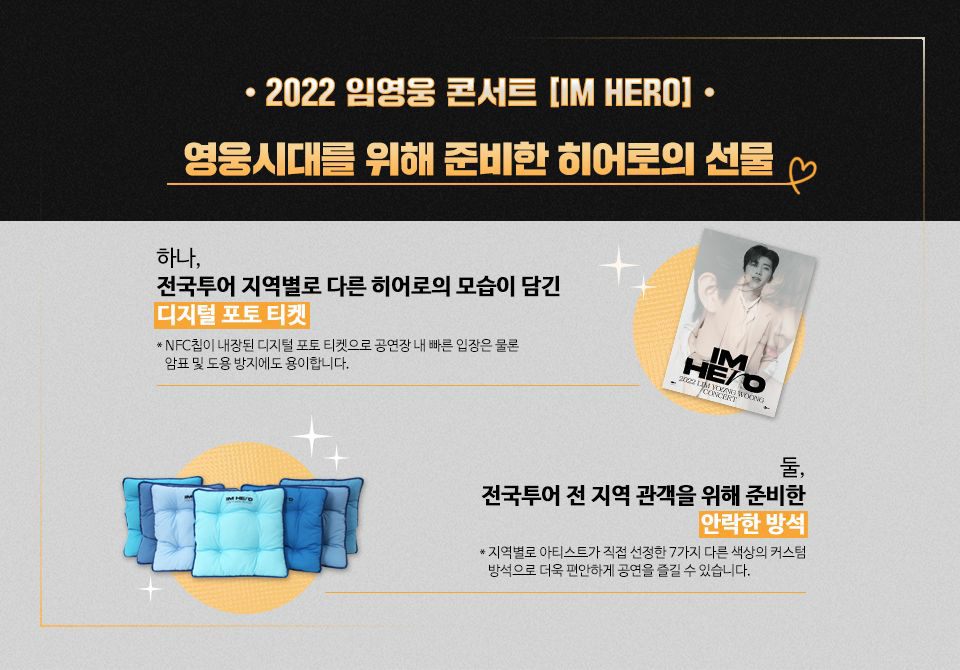 • 2022 임영웅 콘서트 [IM HERO] •
영웅시대를 위해 준비한 히어로의 선물
하나,
전국투어 지역별로 다른 히어로의 모습이 담긴
디지털 포토 티켓
* NFC칩이 내장된 디지털 포토 티켓으로 공연장 내 빠른 입장은 물론
암표 및 도용 방지에도 용이합니다.
IM
HERO
2022 LIM YOUNG WOONG
CONCERT
IM HERO
둘,
전국투어 전 지역 관객을 위해 준비한
안락한 방석
* 지역별로 아티스트가 직접 선정한 7가지 다른 색상의 커스텀
방석으로 더욱 편안하게 공연을 즐길 수 있습니다.